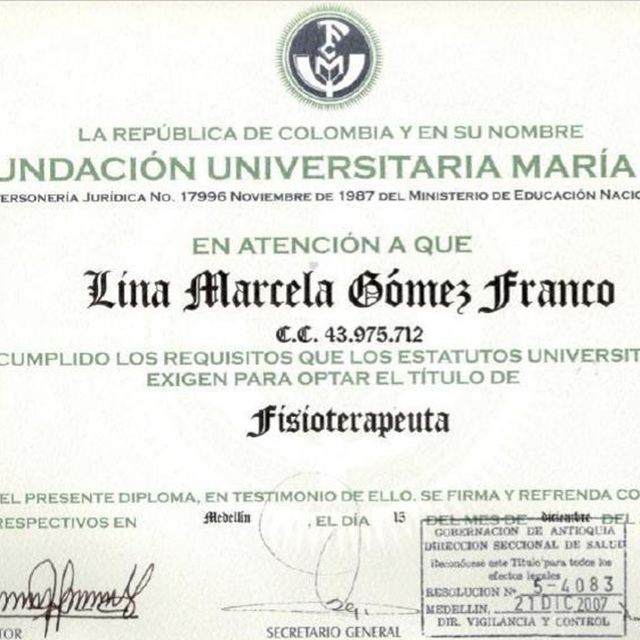 FCM
LA REPÚBLICA DE COLOMBIA Y EN SU NOMBRE
UNDACIÓN UNIVERSITARIA MARÍA
ERSONERÍA JURÍDICA NO. 17996 NOVIEMBRE DE 1987 DEL MINISTERIO DE EDUCACIÓN NACIO
EN ATENCIÓN A QUE
Lina Marcela Gómez Franco
C.C. 43.975.712
CUMPLIDO LOS REQUISITOS QUE LOS ESTATUTOS UNIVERSIT
EXIGEN PARA OPTAR EL TÍTULO DE
Fisioterapeuta
EL PRESENTE DIPLOMA, EN TESTIMONIO DE ELLO. SE FIRMA Y REFRENDA CO
RESPECTIVOS EN Medellín , EL DÍA 15 DEL MES DE diciembre DEL
GOBERNACION DE ANTIOQUIA
DIRECCION SECCIONAL DE SALUD
Reconócese este Título para todos los
efectos legales
RESOLUCION Nº 5-4083
MEDELLIN, 21 DIC 2007
DIR. VIGILANCIA Y CONTROL
TOR
SECRETARIO GENERAL